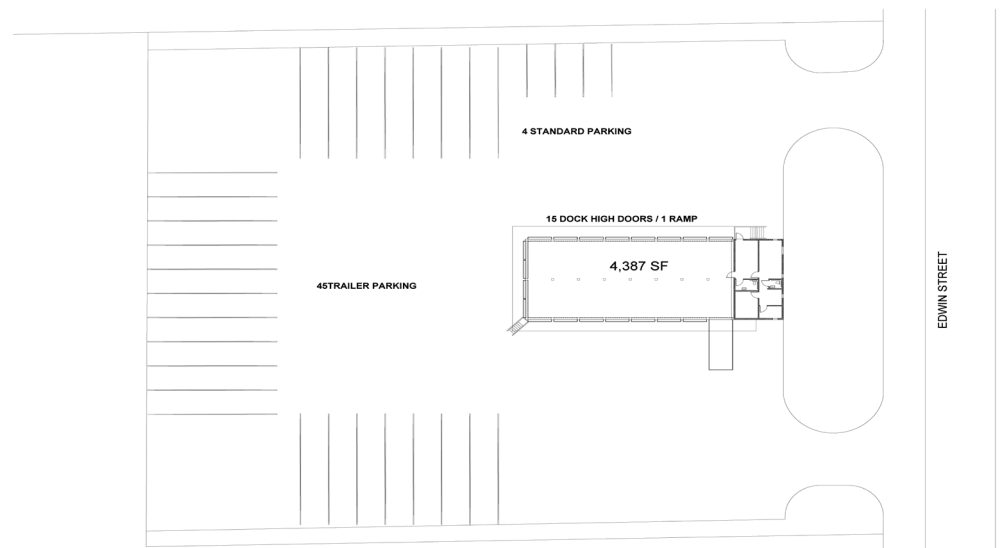 4 STANDARD PARKING
15 DOCK HIGH DOORS / 1 RAMP
4,387 SF
45TRAILER PARKING
EDWIN STREET